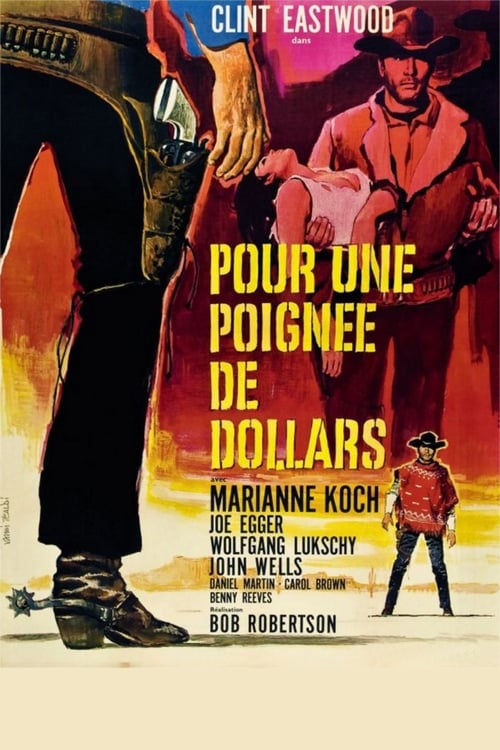 CLINT EASTWOOD
dans
POUR UNE
POIGNEE
DE
DOLLARS
avec
MARIANNE KOCH
JOE EGGER
WOLFGANG LUKSCHY
JOHN WELLS
DANIEL MARTIN · CAROL BROWN
BENNY REEVES
Réalisation
BOB ROBERTSON